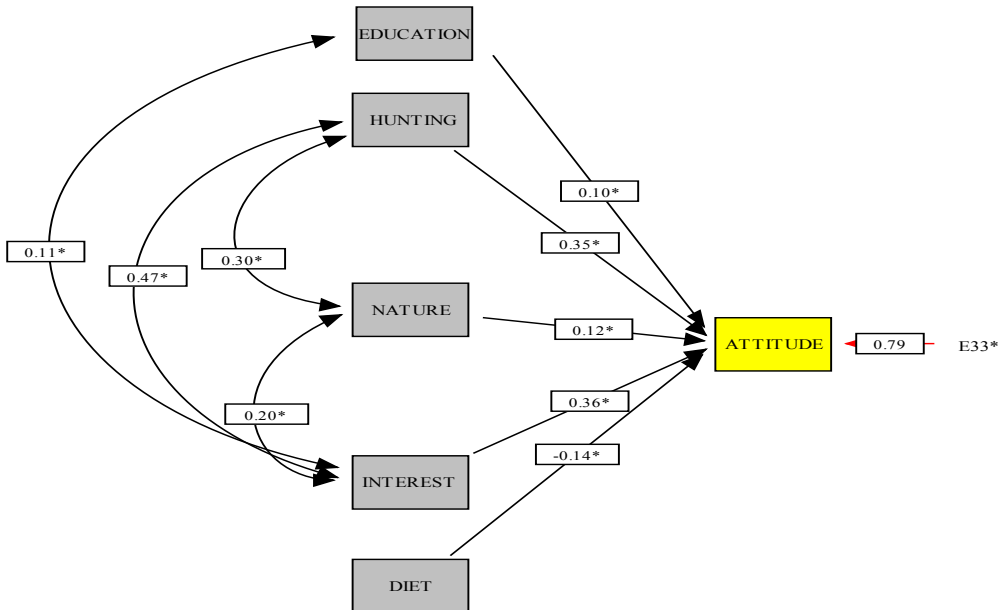 EDUCATION
HUNTING
0.10*
0.35*
0.11*
0.30*
0.47*
NATURE
0.12*
ATTITUDE
0.79
E33*
0.36*
0.20*
-0.14*
INTEREST
DIET